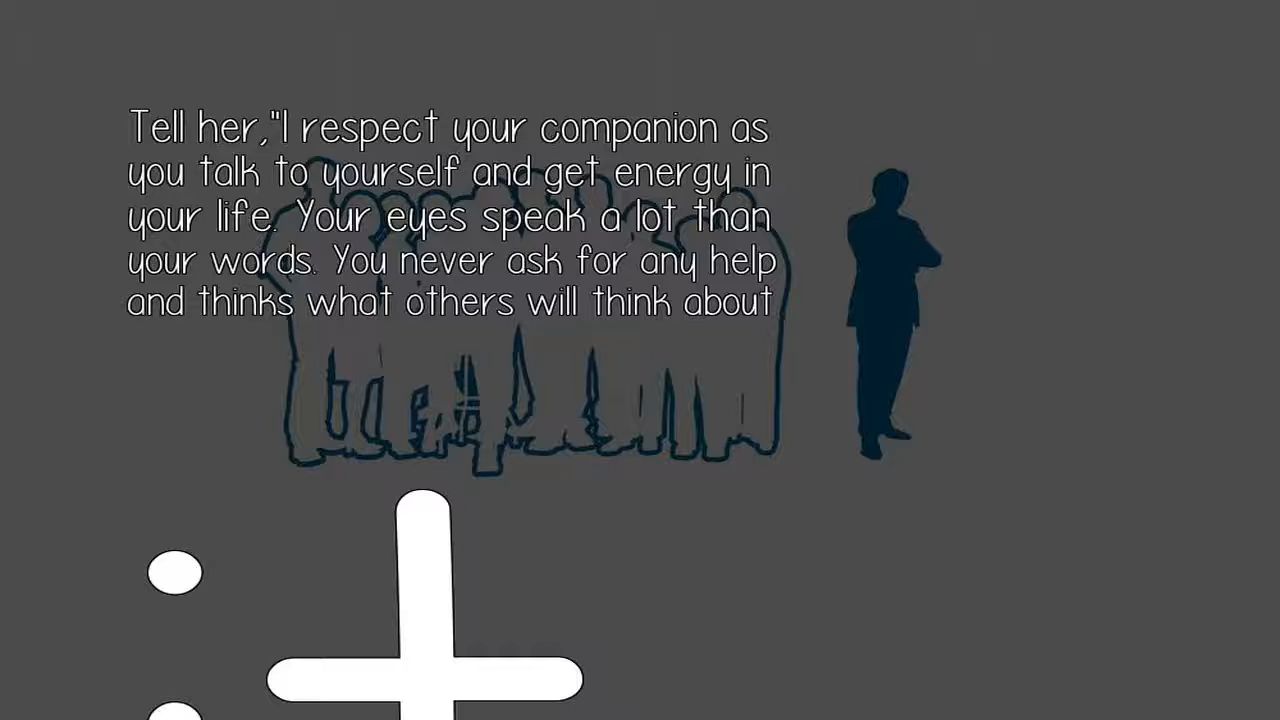 Tell her,"I respect your companion as
you talk to yourself and get energy in
your life. Your eyes speak a lot than
your words. You never ask for any help
and thinks what others will think about